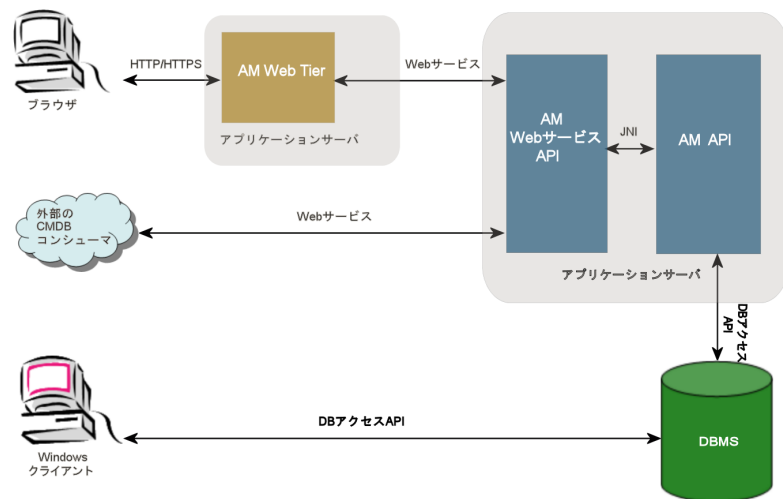 HTTP/HTTPS
AM Web Tier
Webサービス
ブラウザ
アプリケーションサーバ
AM
Webサービス
API
JNI
AM API
外部の
CMDB
コンシューマ
Webサービス
アプリケーションサーバ
DBアクセス
API
DBアクセスAPI
DBMS
Windows
クライアント